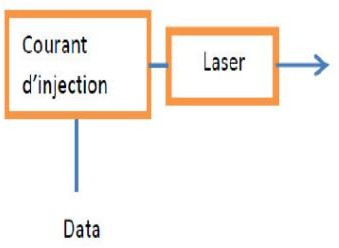 Courant
d'injection
Laser
Data